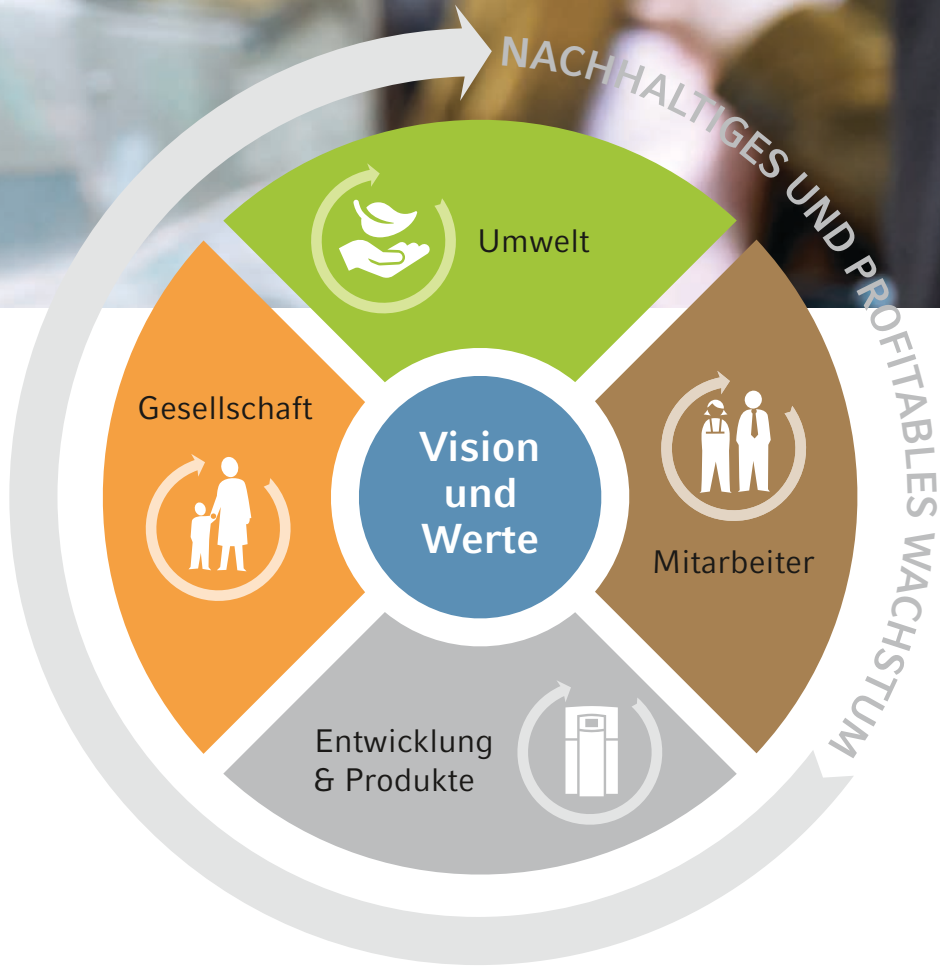 NACHHALTIGES UND PROFITABLES WACHSTUM
Umwelt
Gesellschaft
Vision
und
Werte
Mitarbeiter
Entwicklung
& Produkte